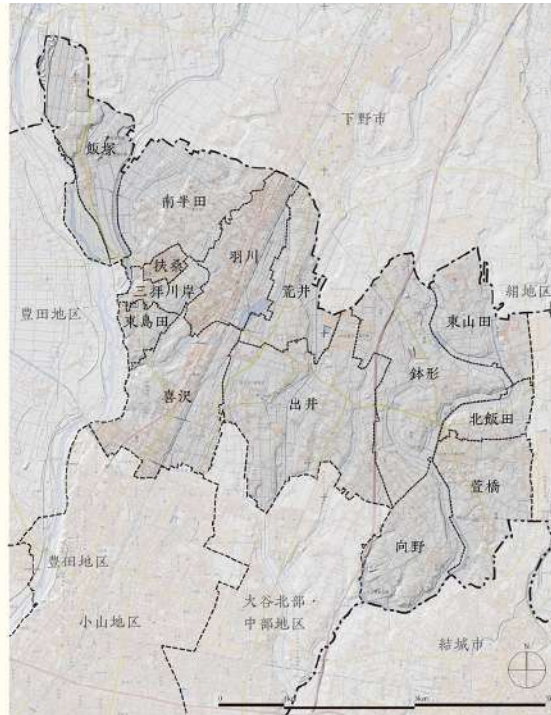 下野市
飯塚
南半田
羽川
扶桑
荒井
三拝川岸
絹地区
豊田地区
東島田
東山田
鉢形
喜沢
出井
北飯田
萱橋
向野
豊田地区
大谷北部・
中部地区
小山地区
結城市
N
0